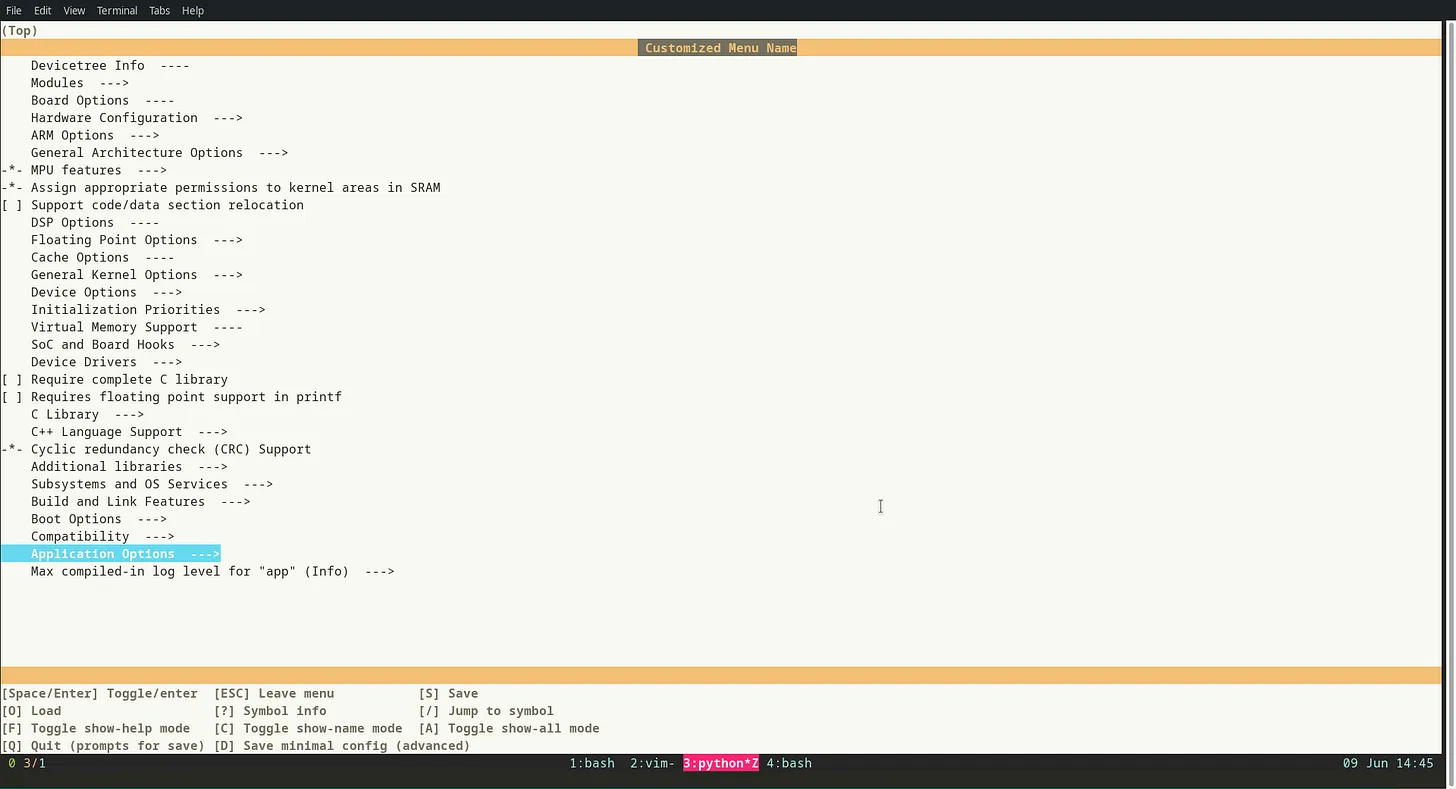 File Edit View Terminal Tabs Help
(Top)
Customized Menu Name
Devicetree Info ----
Modules --->
Board Options ----
Hardware Configuration --->
ARM Options --->
General Architecture Options --->
-*- MPU features --->
-*- Assign appropriate permissions to kernel areas in SRAM
[ ] Support code/data section relocation
DSP Options ----
Floating Point Options --->
Cache Options ----
General Kernel Options --->
Device Options --->
Initialization Priorities --->
Virtual Memory Support ----
SoC and Board Hooks --->
Device Drivers --->
[ ] Require complete C library
[ ] Requires floating point support in printf
C Library --->
C++ Language Support --->
-*- Cyclic redundancy check (CRC) Support
Additional libraries --->
Subsystems and OS Services --->
Build and Link Features --->
Boot Options --->
Compatibility --->
Application Options --->
Max compiled-in log level for "app" (Info) --->
[Space/Enter] Toggle/enter [ESC] Leave menu [S] Save
[O] Load [?] Symbol info [/] Jump to symbol
[F] Toggle show-help mode [C] Toggle show-name mode [A] Toggle show-all mode
[Q] Quit (prompts for save) [D] Save minimal config (advanced)
0 3/1 1:bash 2:vim- 3:python*Z 4:bash 09 Jun 14:45